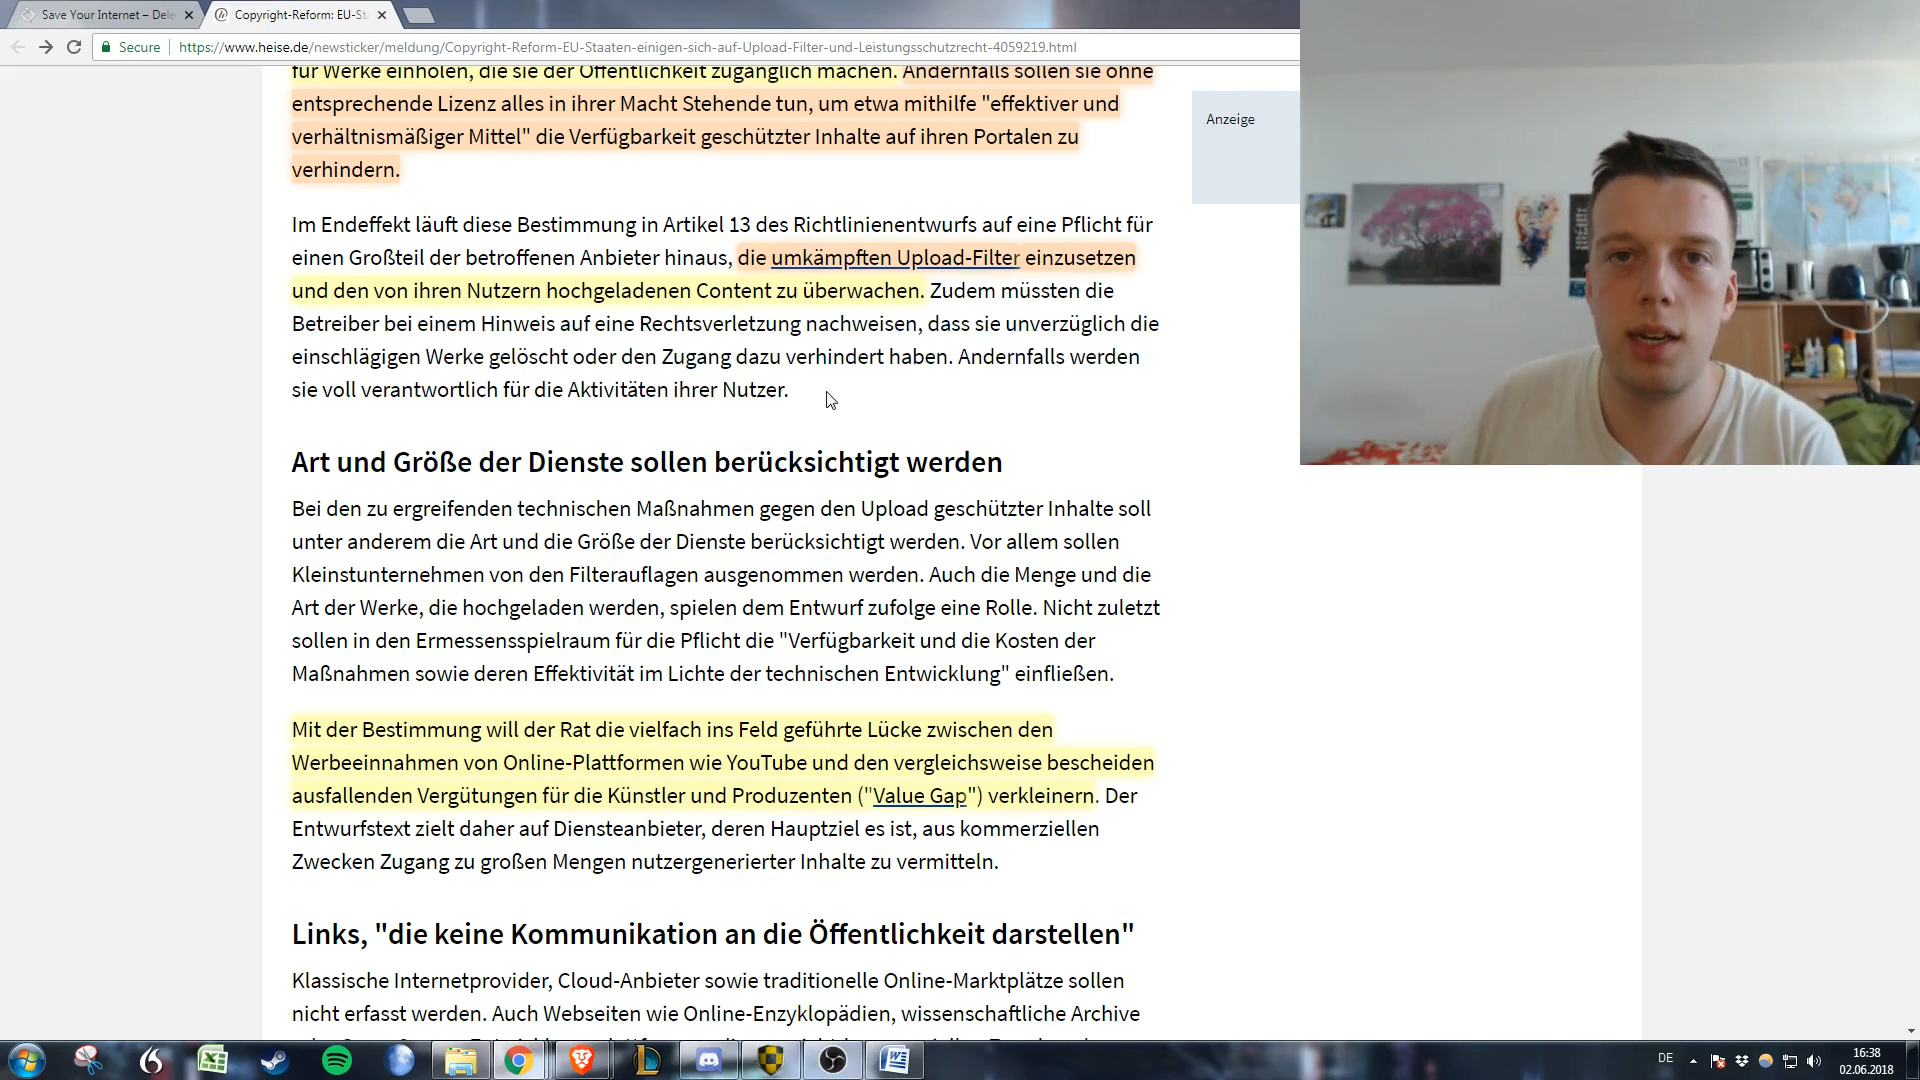 Save Your Internet – Dele
Copyright-Reform: EU-St
Secure
https://www.heise.de/newsticker/meldung/Copyright-Reform-EU-Staaten-einigen-sich-auf-Upload-Filter-und-Leistungsschutzrecht-4059219.html
für Werke einholen, die sie der Öffentlichkeit zugänglich machen. Andernfalls sollen sie ohne
entsprechende Lizenz alles in ihrer Macht Stehende tun, um etwa mithilfe "effektiver und
verhältnismäßiger Mittel" die Verfügbarkeit geschützter Inhalte auf ihren Portalen zu
verhindern.
Anzeige
Im Endeffekt läuft diese Bestimmung in Artikel 13 des Richtlinienentwurfs auf eine Pflicht für
einen Großteil der betroffenen Anbieter hinaus, die umkämpften Upload-Filter einzusetzen
und den von ihren Nutzern hochgeladenen Content zu überwachen. Zudem müssten die
Betreiber bei einem Hinweis auf eine Rechtsverletzung nachweisen, dass sie unverzüglich die
einschlägigen Werke gelöscht oder den Zugang dazu verhindert haben. Andernfalls werden
sie voll verantwortlich für die Aktivitäten ihrer Nutzer.
Art und Größe der Dienste sollen berücksichtigt werden
Bei den zu ergreifenden technischen Maßnahmen gegen den Upload geschützter Inhalte soll
unter anderem die Art und die Größe der Dienste berücksichtigt werden. Vor allem sollen
Kleinstunternehmen von den Filterauflagen ausgenommen werden. Auch die Menge und die
Art der Werke, die hochgeladen werden, spielen dem Entwurf zufolge eine Rolle. Nicht zuletzt
sollen in den Ermessensspielraum für die Pflicht die "Verfügbarkeit und die Kosten der
Maßnahmen sowie deren Effektivität im Lichte der technischen Entwicklung" einfließen.
Mit der Bestimmung will der Rat die vielfach ins Feld geführte Lücke zwischen den
Werbeeinnahmen von Online-Plattformen wie YouTube und den vergleichsweise bescheiden
ausfallenden Vergütungen für die Künstler und Produzenten ("Value Gap") verkleinern. Der
Entwurfstext zielt daher auf Diensteanbieter, deren Hauptziel es ist, aus kommerziellen
Zwecken Zugang zu großen Mengen nutzergenerierter Inhalte zu vermitteln.
Links, "die keine Kommunikation an die Öffentlichkeit darstellen"
Klassische Internetprovider, Cloud-Anbieter sowie traditionelle Online-Marktplätze sollen
nicht erfasst werden. Auch Webseiten wie Online-Enzyklopädien, wissenschaftliche Archive
DE
16:38
02.06.2018